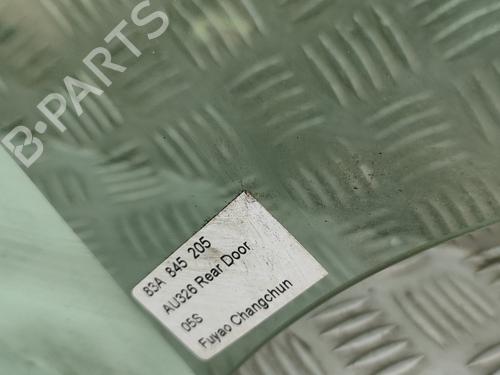 B-PARTS
83A 845 205
AU326 Rear Door
05S
Fuyao Changchun